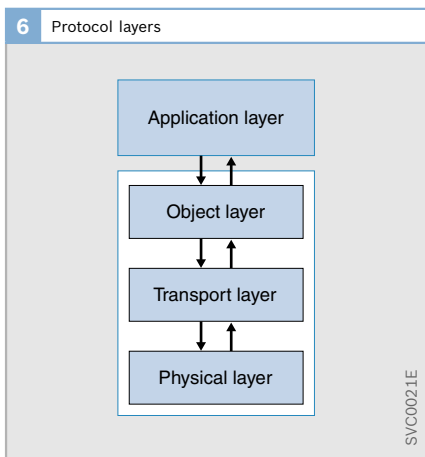 6 Protocol layers
Application layer
Object layer
Transport layer
Physical layer
SVC0021E